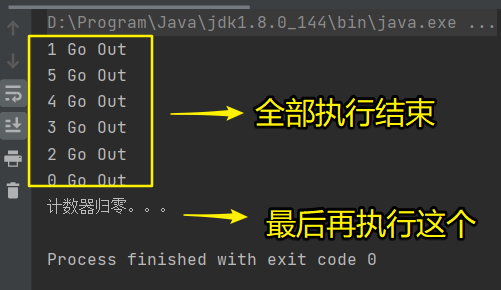 D:\Program\Java\jdk1.8.0_144\bin\java.exe ...
1 Go Out
5 Go Out
4 Go Out
3 Go Out
2 Go Out
0 Go Out
全部执行结束
计数器归零。。。
最后再执行这个
Process finished with exit code 0